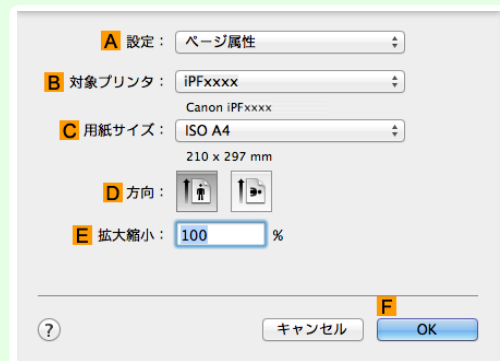 A 設定： ページ属性
B 対象プリンタ： iPFxxxx
Canon iPFxxxx
C 用紙サイズ： ISO A4
210 x 297 mm
D 方向：
E 拡大縮小： 100 %
F
? キャンセル OK